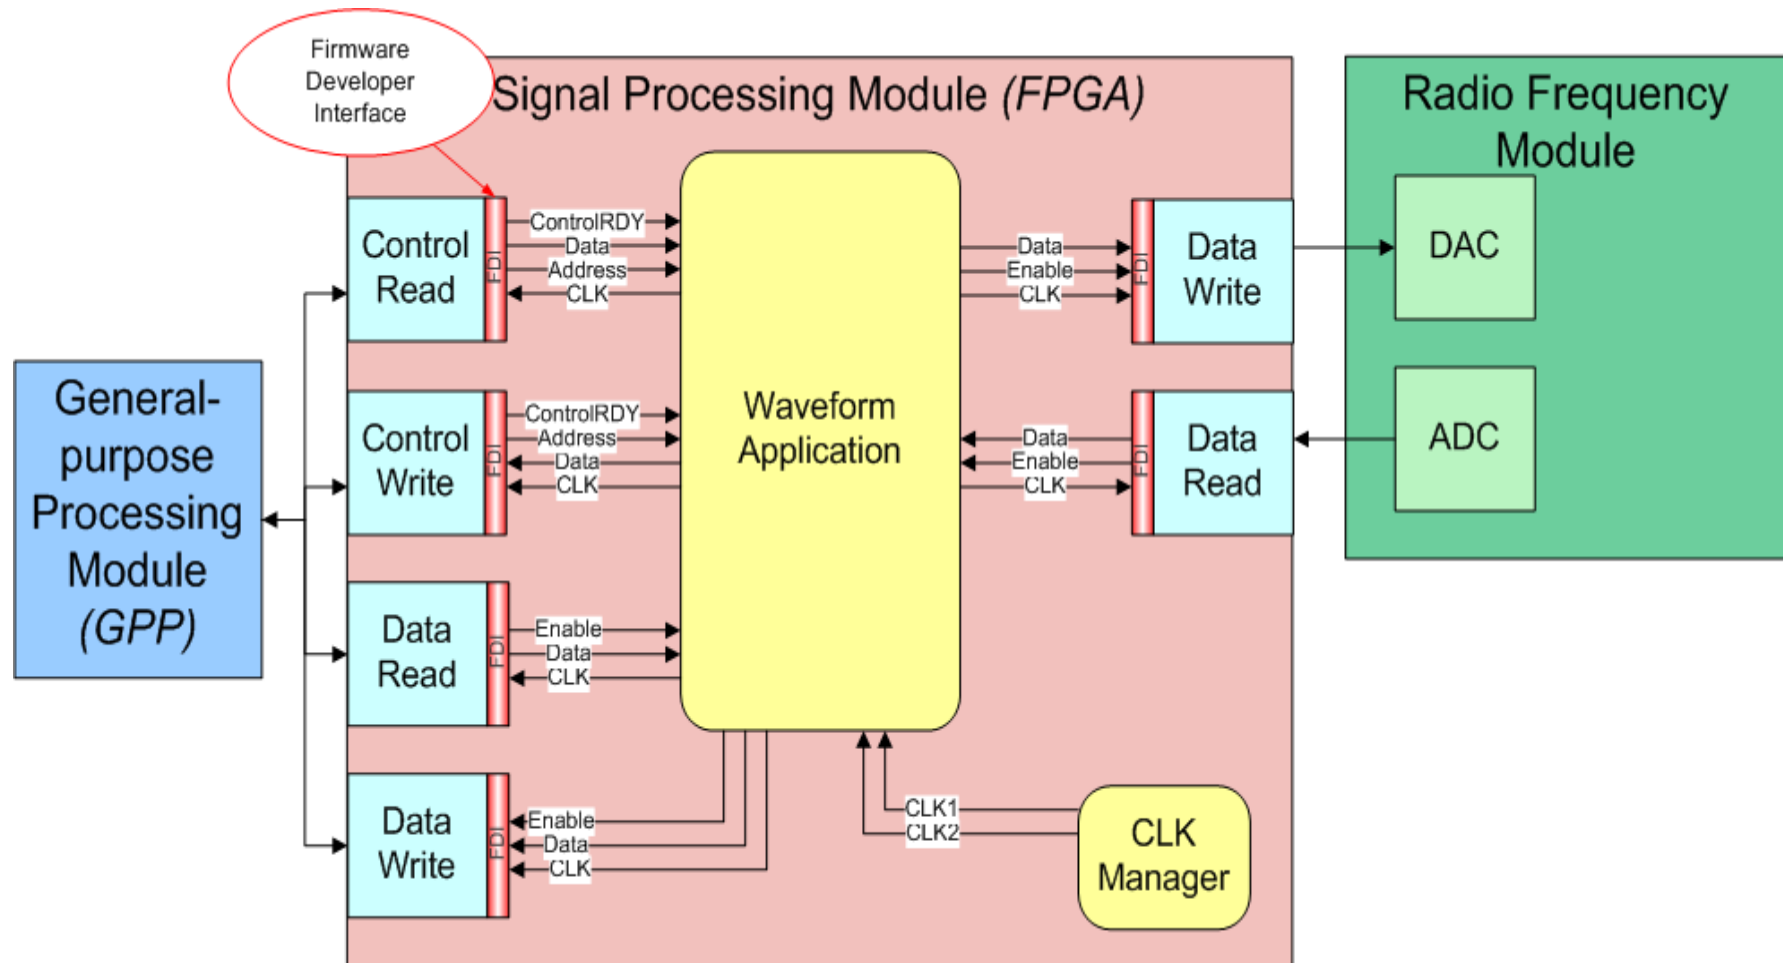 Firmware
Developer
Interface
Signal Processing Module (FPGA)
Radio Frequency
Module
Control
Read
FDI
ControlRDY
Data
Address
CLK
Data
Enable
CLK
FDI
Data
Write
DAC
General-
purpose
Processing
Module
(GPP)
Control
Write
FDI
ControlRDY
Address
Data
CLK
Waveform
Application
Data
Enable
CLK
FDI
Data
Read
ADC
Data
Read
FDI
Enable
Data
CLK
Data
Write
FDI
Enable
Data
CLK
CLK1
CLK2
CLK
Manager